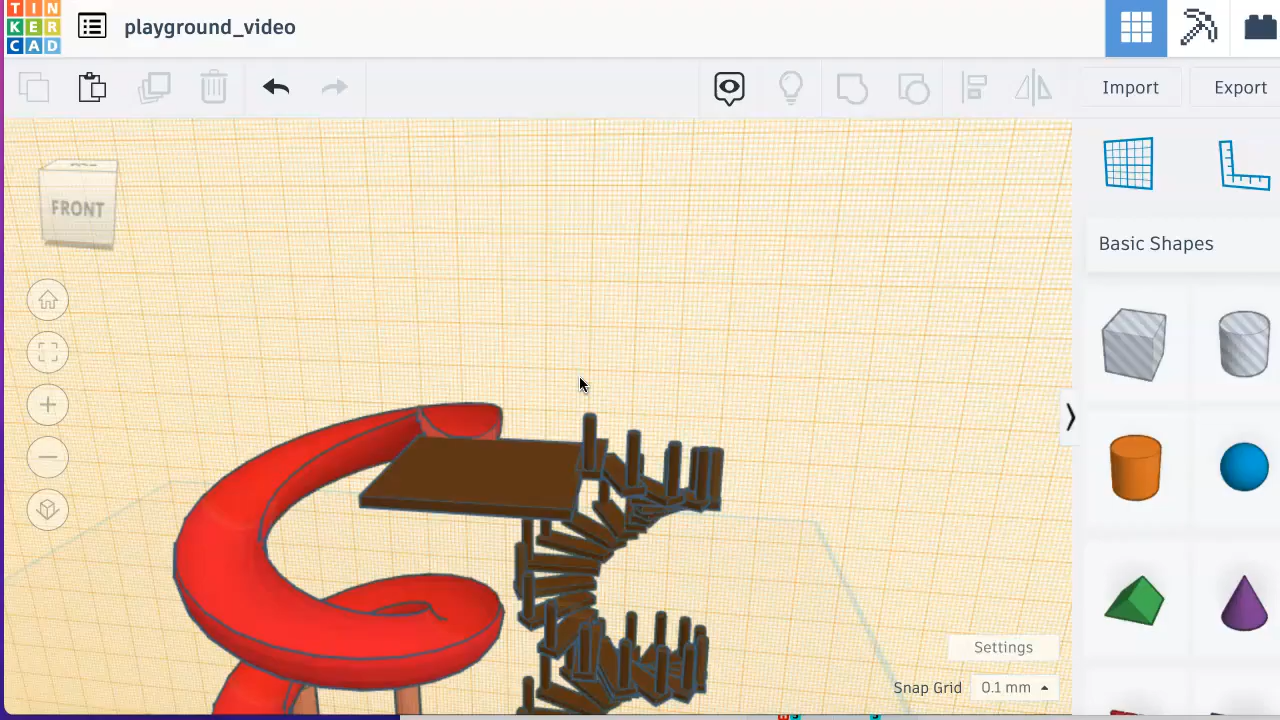 TIN
KER
CAD
playground_video
Import
Export
FRONT
Basic Shapes
Settings
Snap Grid
0.1 mm